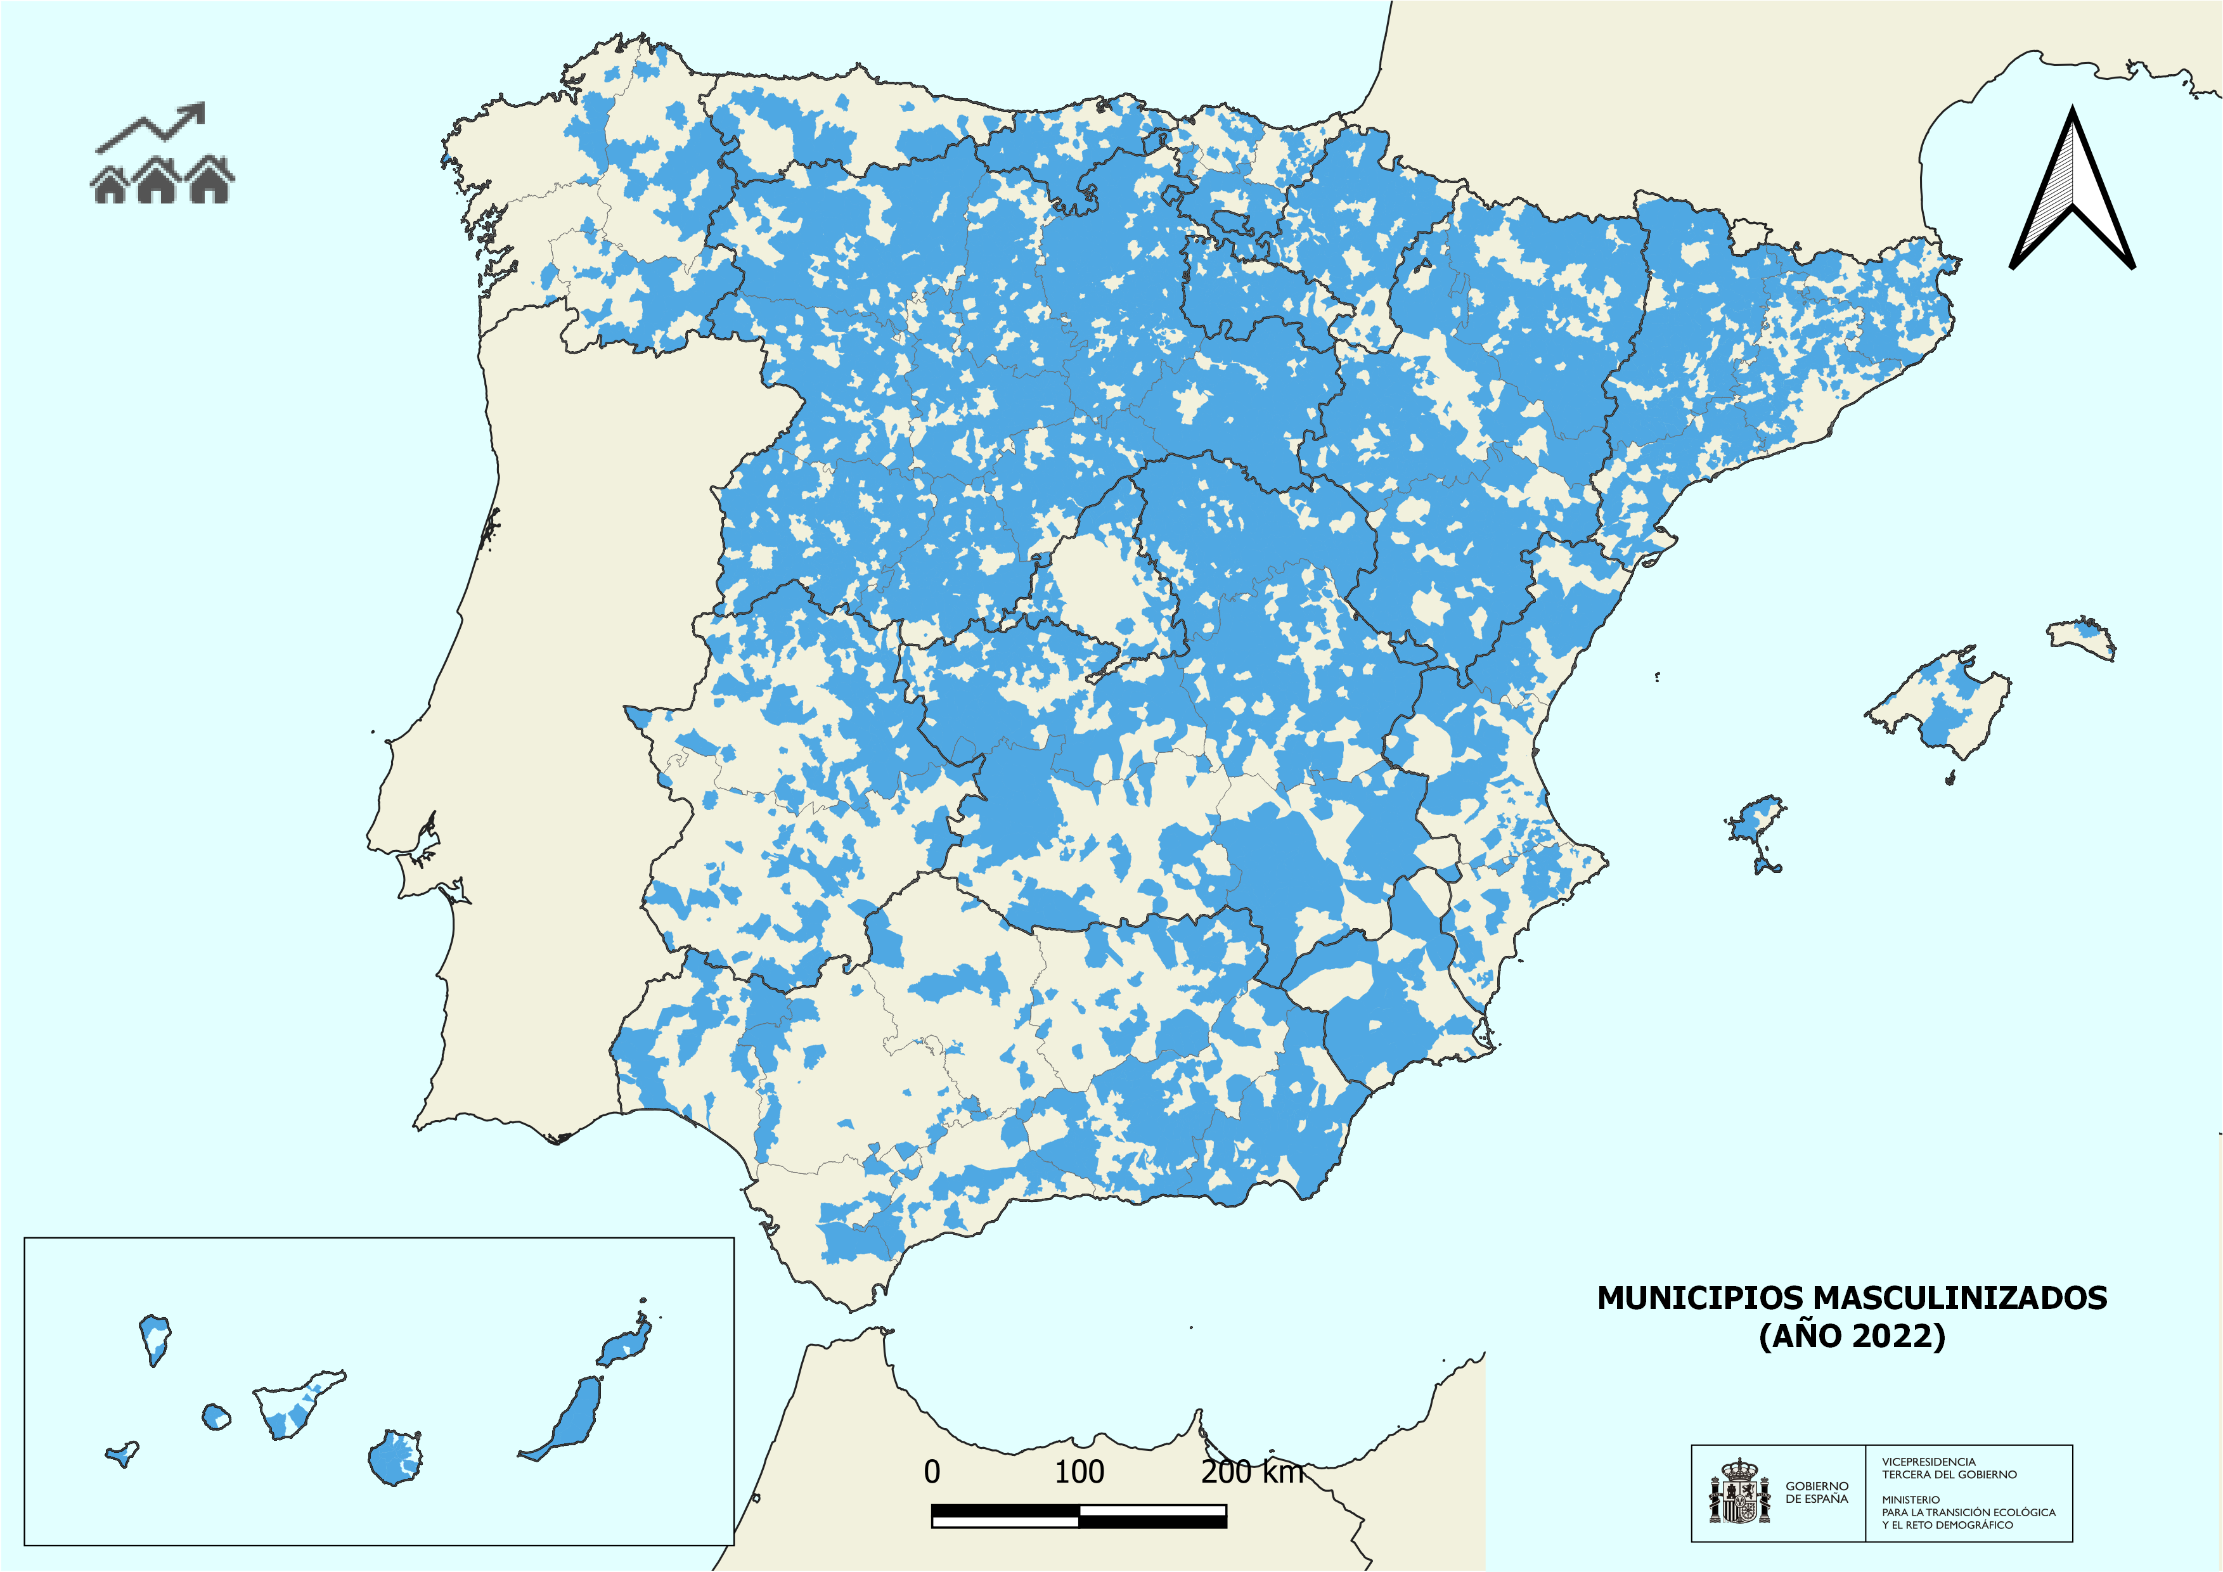 MUNICIPIOS MASCULINIZADOS
(AÑO 2022)
0 100 200 km
GOBIERNO
DE ESPAÑA
VICEPRESIDENCIA
TERCERA DEL GOBIERNO
MINISTERIO
PARA LA TRANSICIÓN ECOLÓGICA
Y EL RETO DEMOGRÁFICO